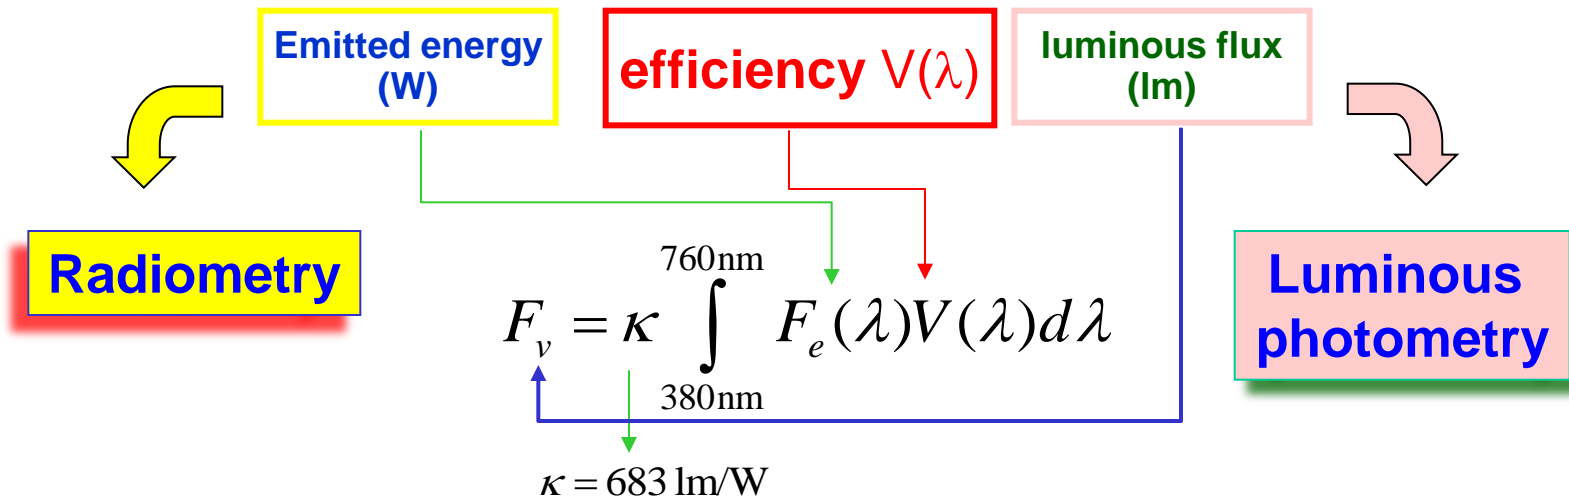 Emitted energy
(W)
efficiency V(λ)
luminous flux
(lm)
Radiometry
Luminous
photometry
760nm
F_v = κ ∫ F_e(λ)V(λ)dλ
380nm
κ = 683 lm/W